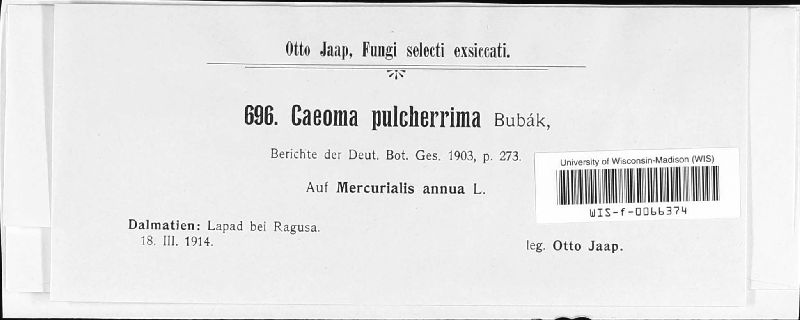 Otto Jaap, Fungi selecti exsiccati.
696. Caeoma pulcherrima Bubák,
Berichte der Deut. Bot. Ges. 1903, p. 273.
Auf Mercurialis annua L.
University of Wisconsin-Madison (WIS)
WIS-f-0066374
Dalmatien: Lapad bei Ragusa.
18. III. 1914.
leg. Otto Jaap.